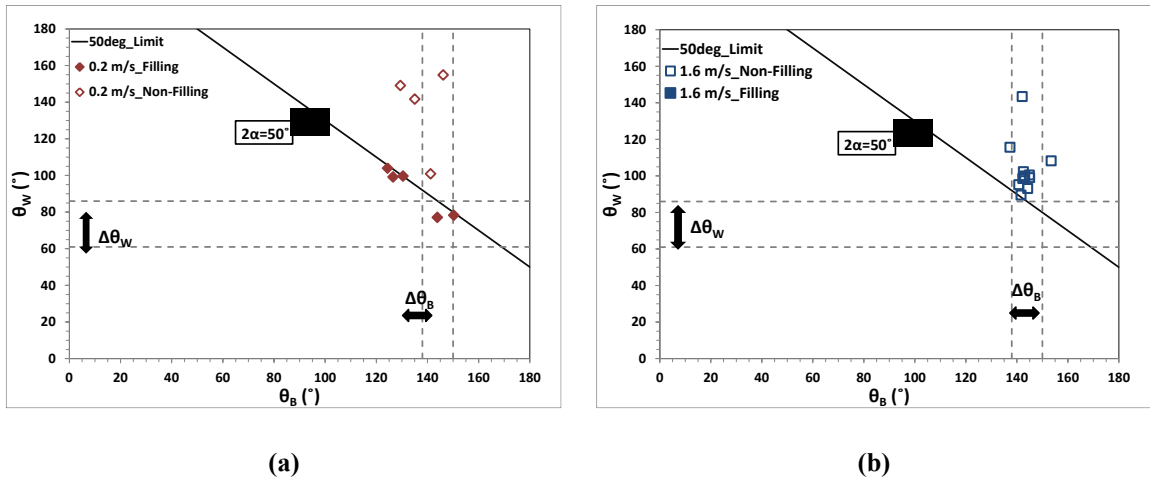 180
160
140
120
100
80
60
40
20
0
θW (˚)
50deg_Limit
0.2 m/s_Filling
0.2 m/s_Non-Filling
2α=50˚
ΔθW
ΔθB
0 20 40 60 80 100 120 140 160 180
θB (˚)
(a)
180
160
140
120
100
80
60
40
20
0
θW (˚)
50deg_Limit
1.6 m/s_Non-Filling
1.6 m/s_Filling
2α=50˚
ΔθW
ΔθB
0 20 40 60 80 100 120 140 160 180
θB (˚)
(b)